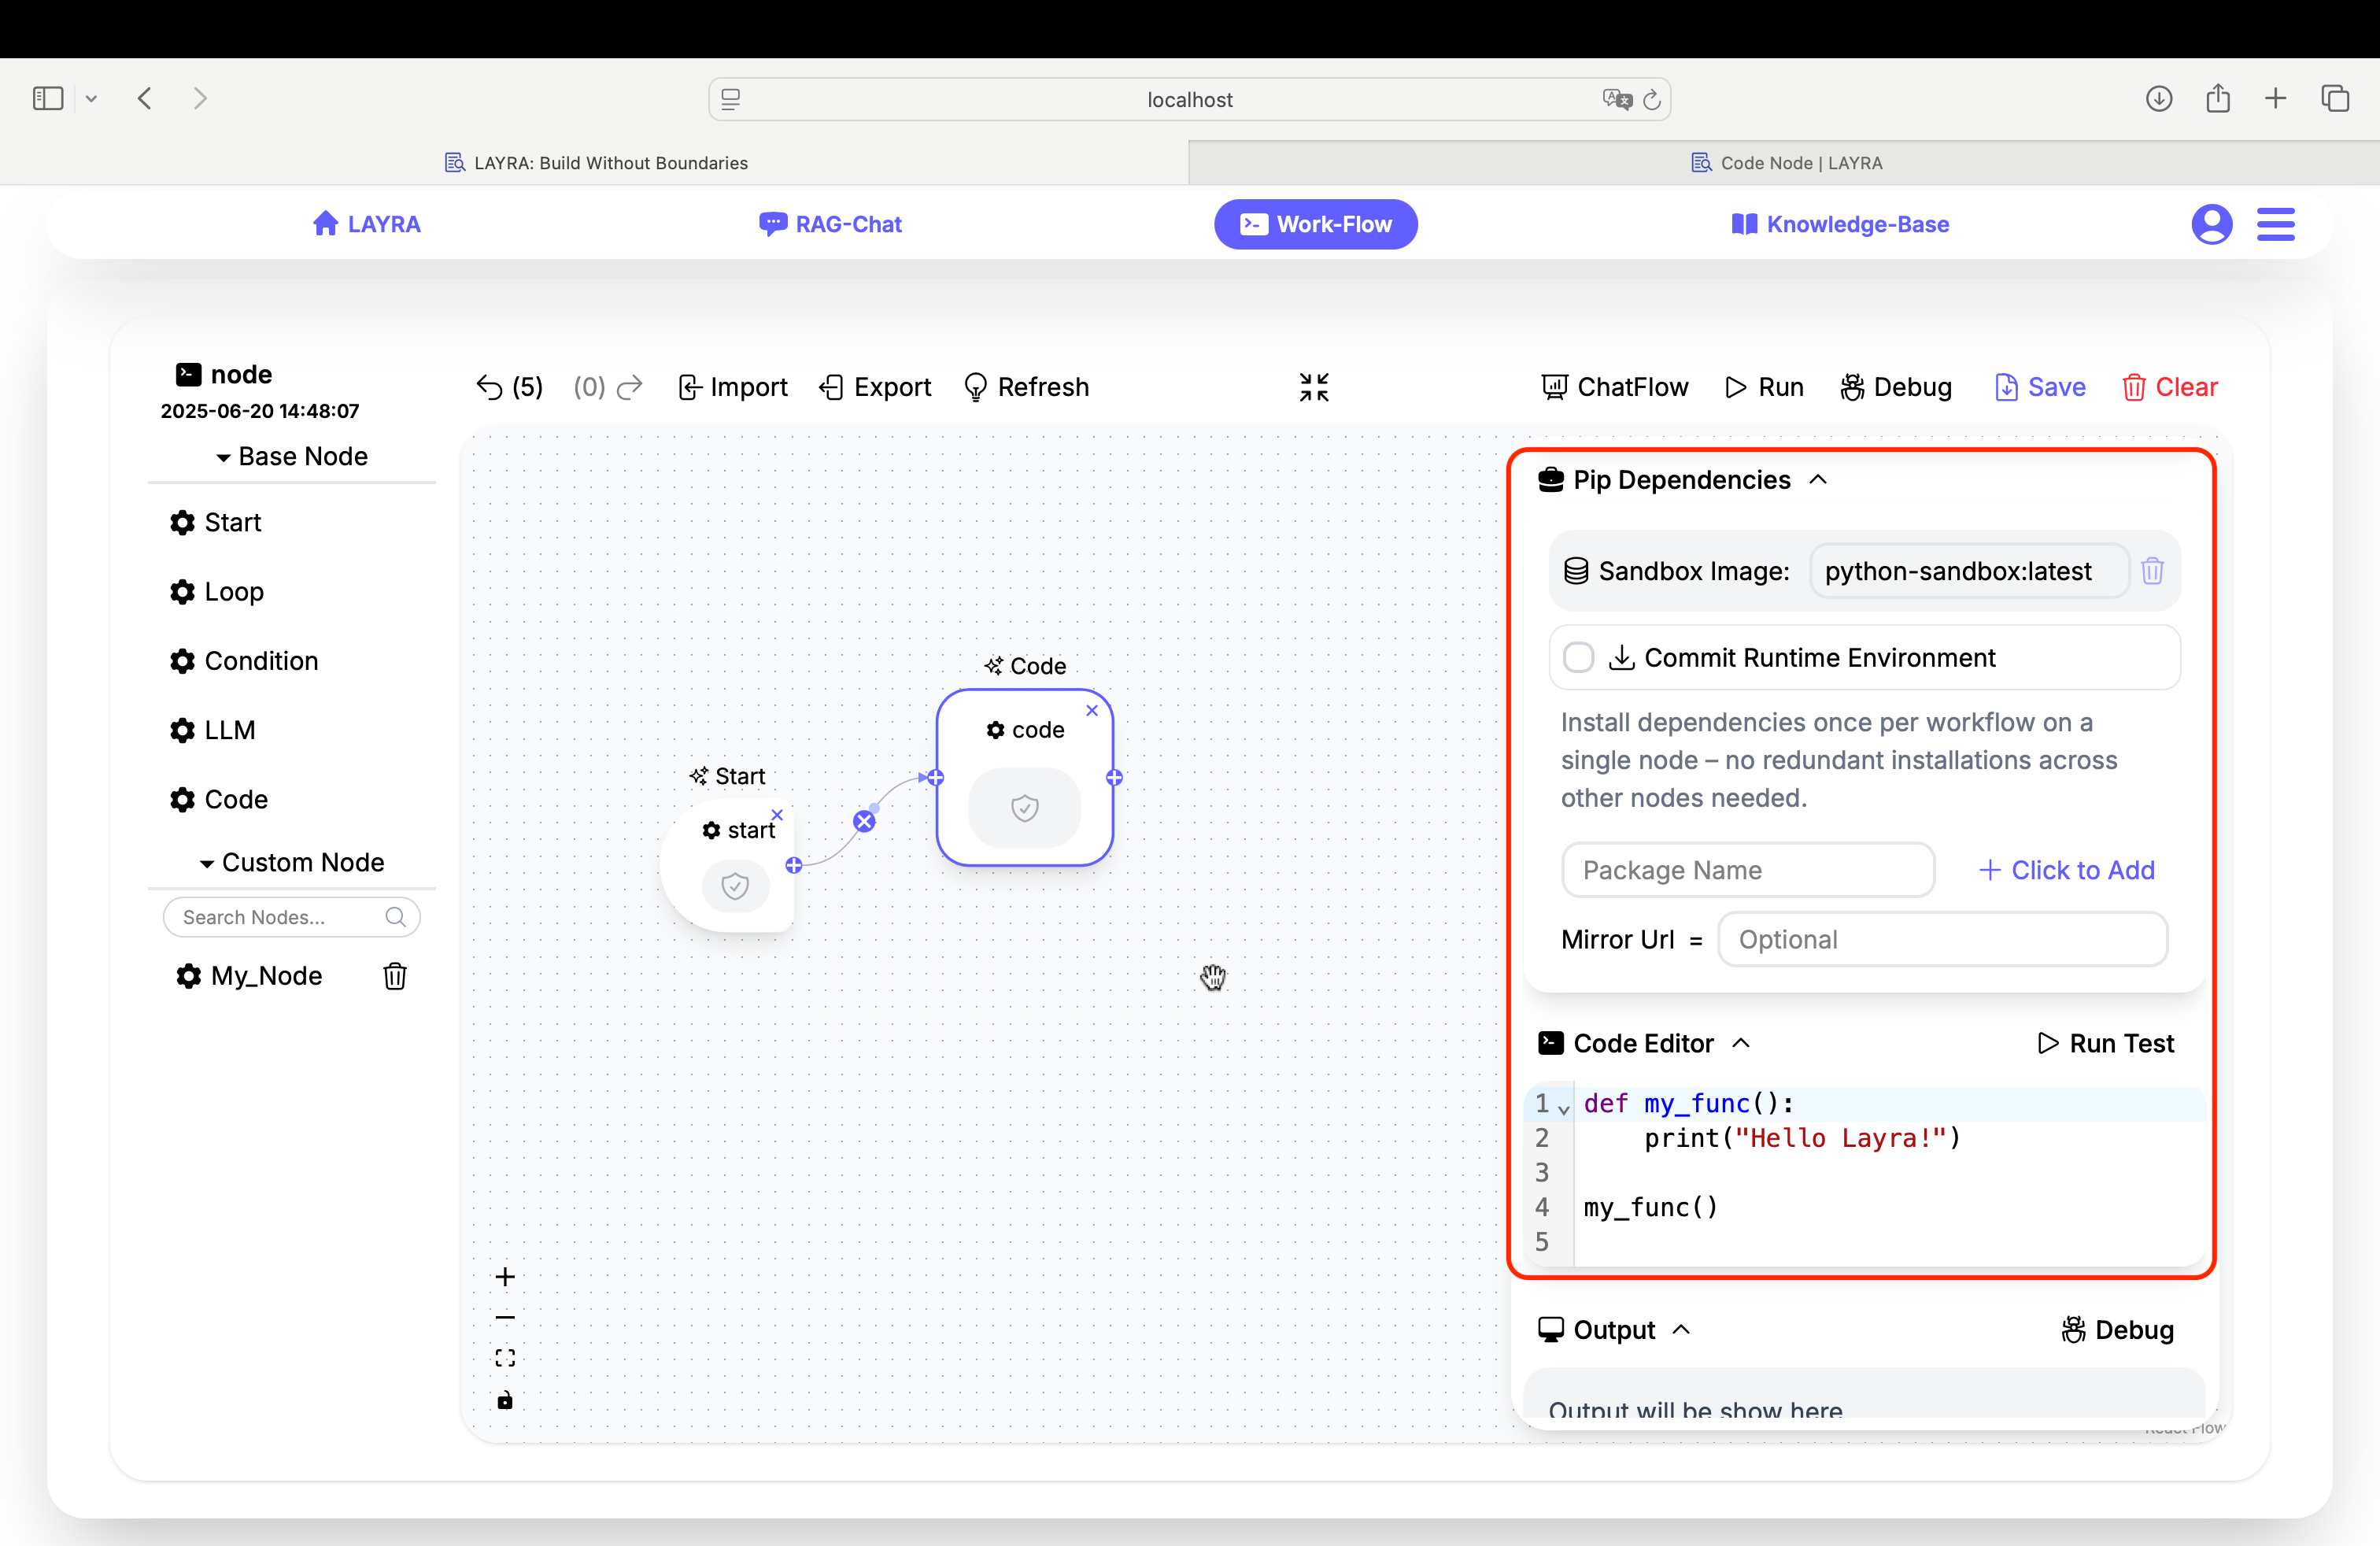 localhost
LAYRA: Build Without Boundaries
Code Node | LAYRA
LAYRA
RAG-Chat
Work-Flow
Knowledge-Base
node
2025-06-20 14:48:07
(5)
(0)
Import
Export
Refresh
ChatFlow
Run
Debug
Save
Clear
Base Node
Start
Loop
Condition
LLM
Code
Custom Node
Search Nodes...
My_Node
Start
start
Code
code
Pip Dependencies
Sandbox Image: python-sandbox:latest
Commit Runtime Environment
Install dependencies once per workflow on a
single node – no redundant installations across
other nodes needed.
Package Name
+ Click to Add
Mirror Url = Optional
Code Editor
Run Test
1 def my_func():
2     print("Hello Layra!")
3
4 my_func()
5
Output
Debug
Output will be show here
React Flow